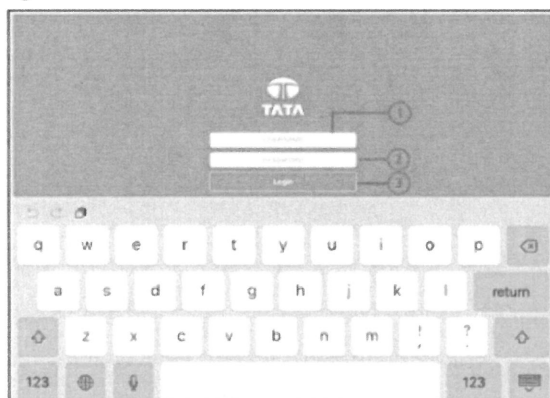 TATA
1
2
Login
3
q w e r t y u i o p
a s d f g h j k l return
z x c v b n m ! , ? .
123 123